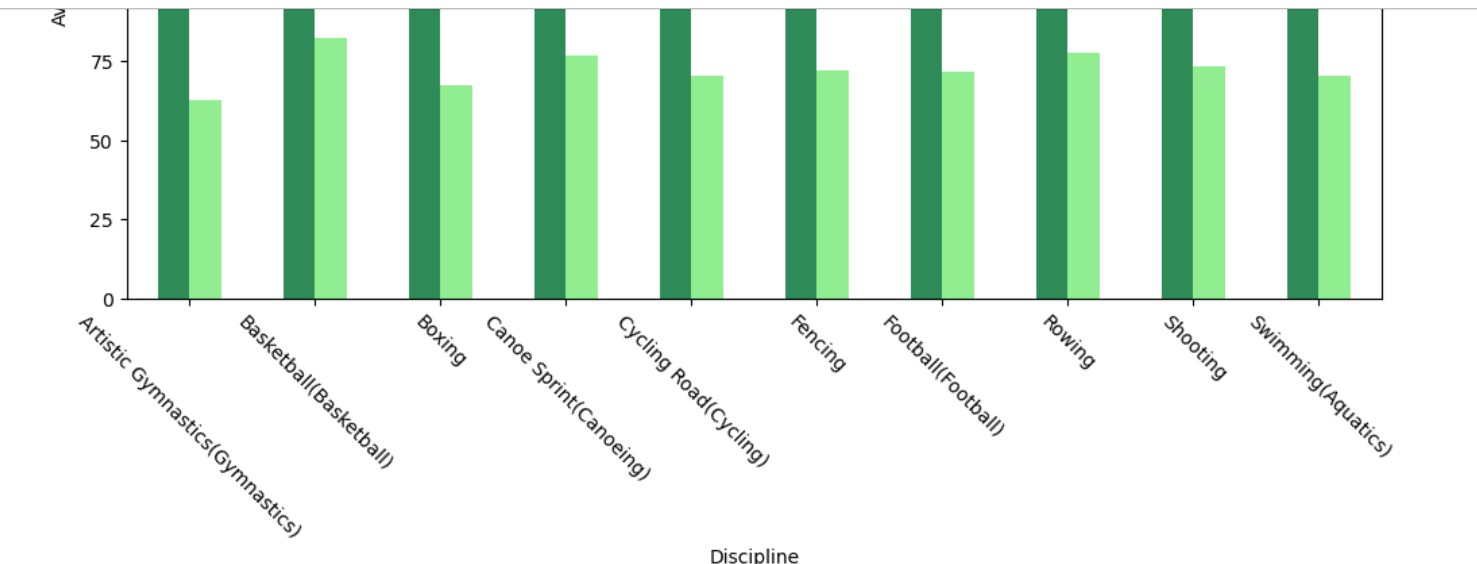 Av
75
50
25
0
Artistic Gymnastics(Gymnastics)
Basketball(Basketball)
Boxing
Canoe Sprint(Canoeing)
Cycling Road(Cycling)
Fencing
Football(Football)
Rowing
Shooting
Swimming(Aquatics)
Discipline